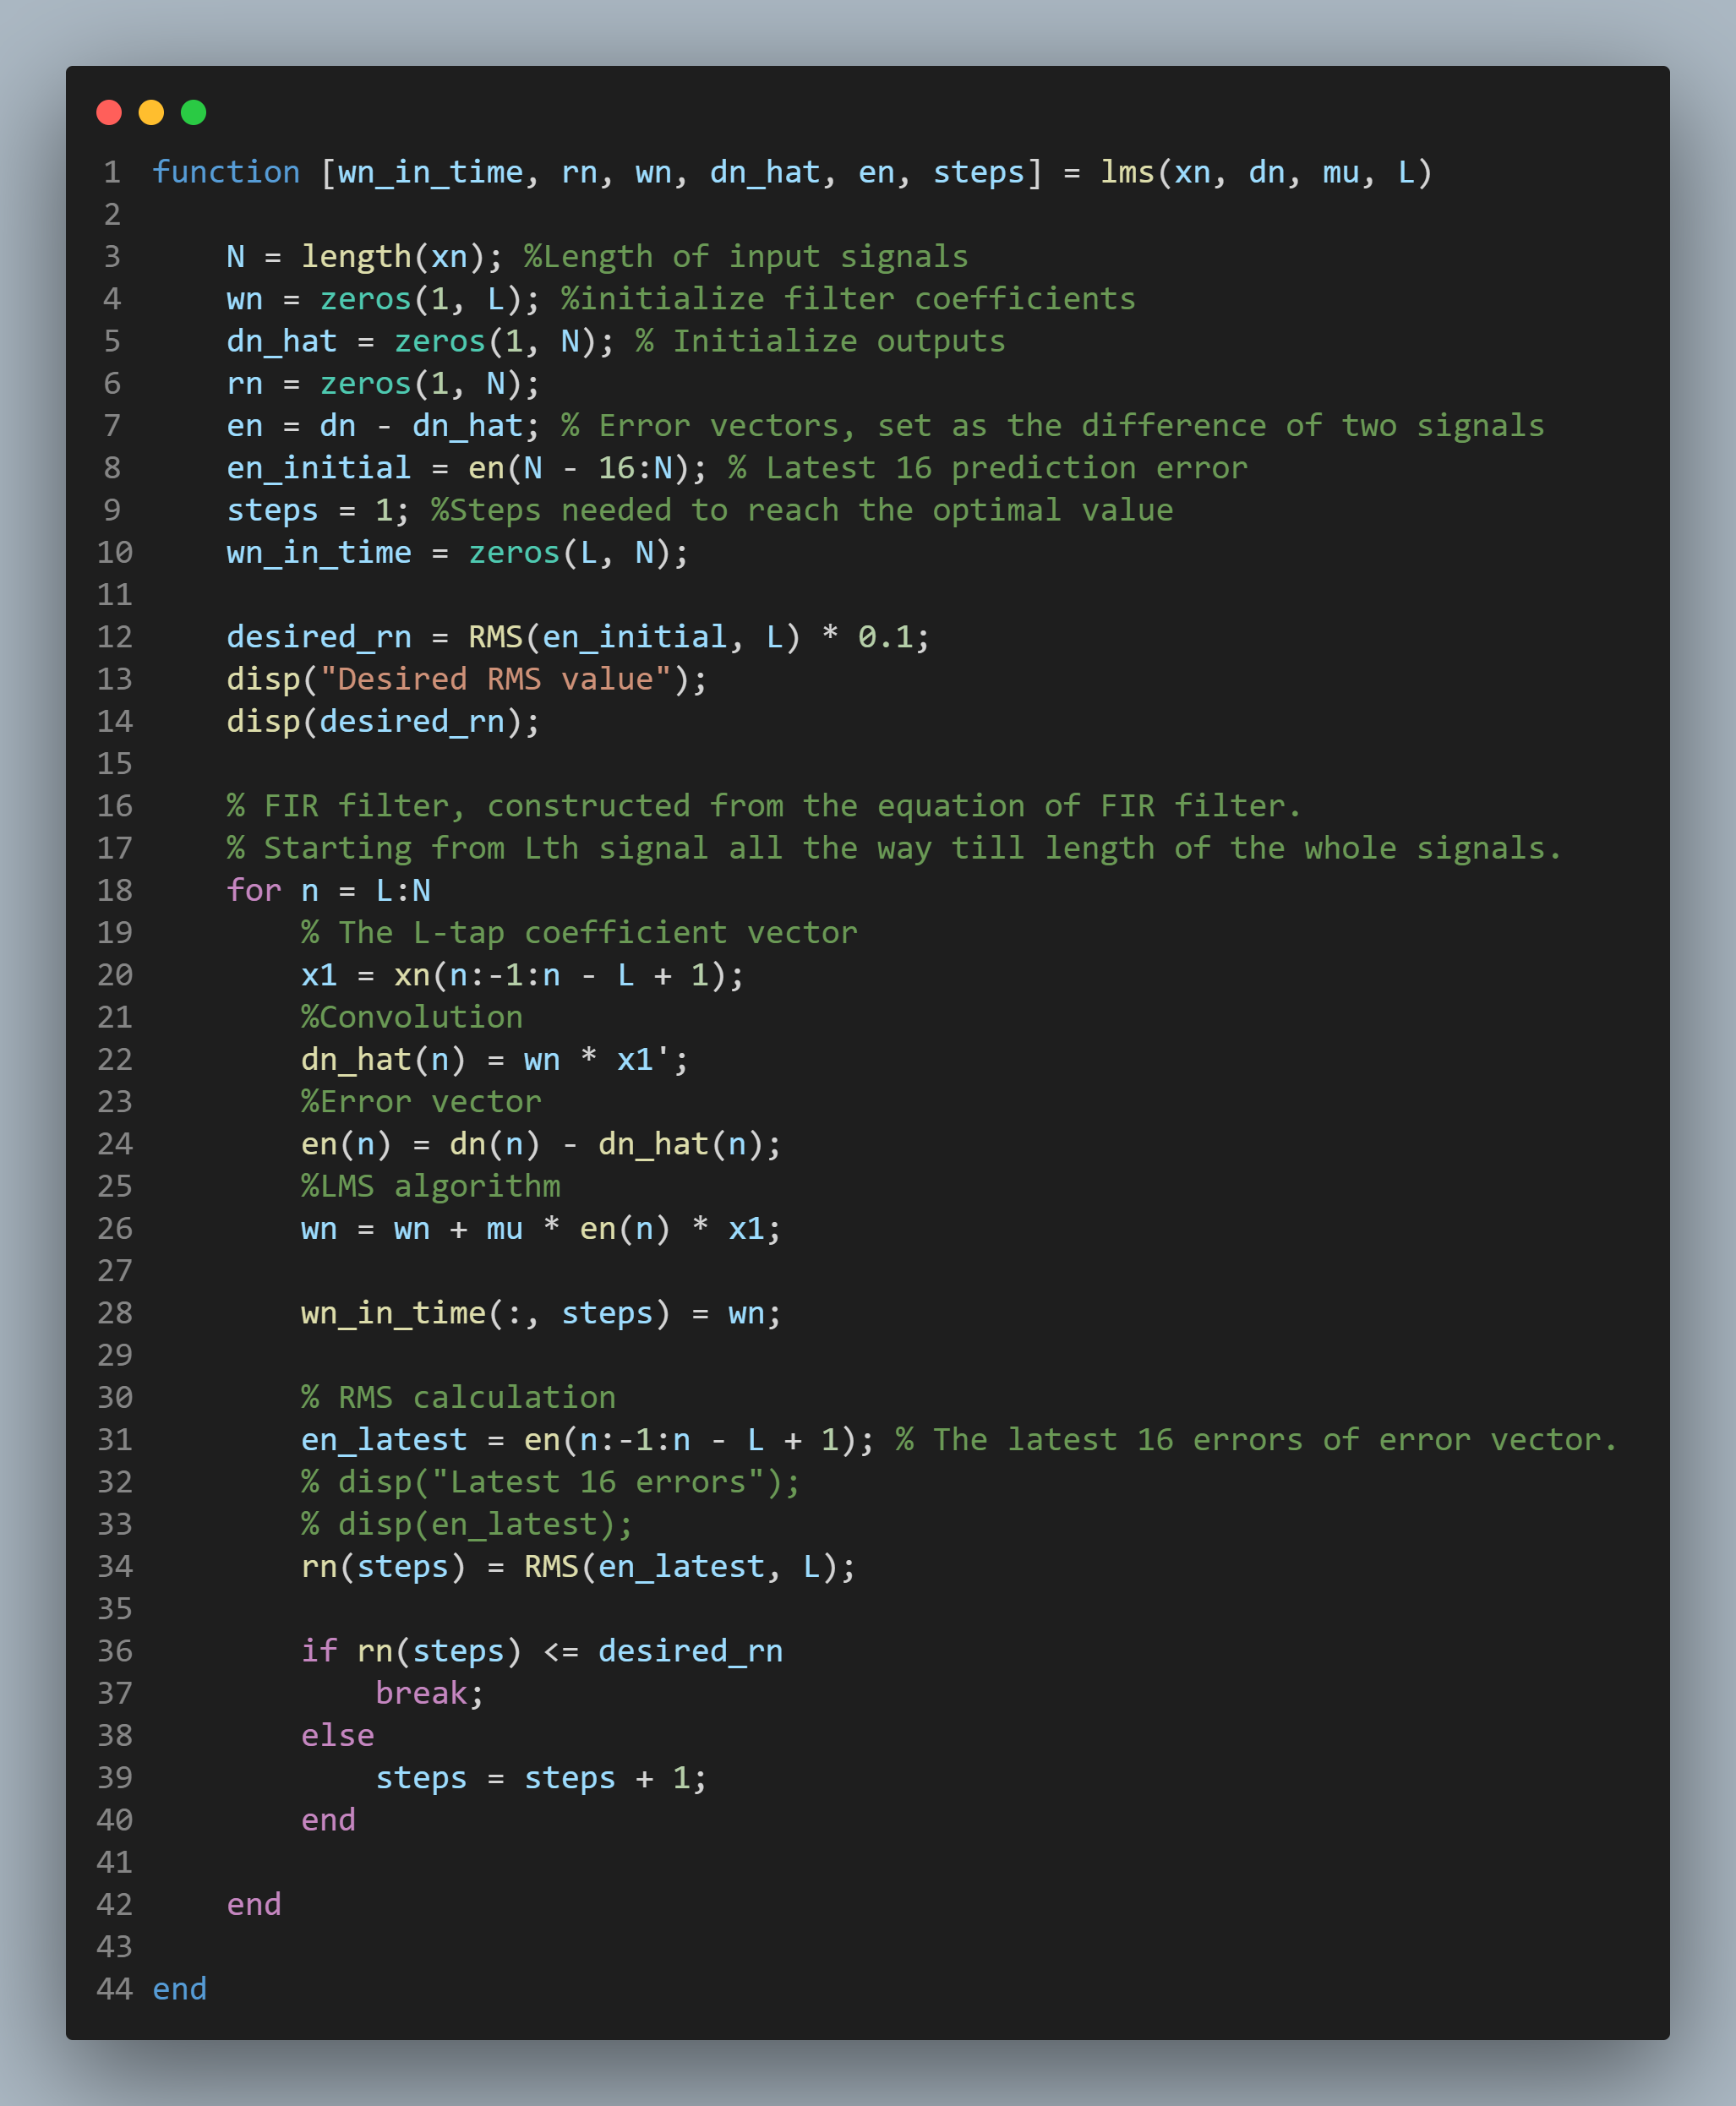 1 function [wn_in_time, rn, wn, dn_hat, en, steps] = lms(xn, dn, mu, L)
2
3     N = length(xn); %Length of input signals
4     wn = zeros(1, L); %initialize filter coefficients
5     dn_hat = zeros(1, N); % Initialize outputs
6     rn = zeros(1, N);
7     en = dn - dn_hat; % Error vectors, set as the difference of two signals
8     en_initial = en(N - 16:N); % Latest 16 prediction error
9     steps = 1; %Steps needed to reach the optimal value
10     wn_in_time = zeros(L, N);
11
12     desired_rn = RMS(en_initial, L) * 0.1;
13     disp("Desired RMS value");
14     disp(desired_rn);
15
16     % FIR filter, constructed from the equation of FIR filter.
17     % Starting from Lth signal all the way till length of the whole signals.
18     for n = L:N
19         % The L-tap coefficient vector
20         x1 = xn(n:-1:n - L + 1);
21         %Convolution
22         dn_hat(n) = wn * x1';
23         %Error vector
24         en(n) = dn(n) - dn_hat(n);
25         %LMS algorithm
26         wn = wn + mu * en(n) * x1;
27
28         wn_in_time(:, steps) = wn;
29
30         % RMS calculation
31         en_latest = en(n:-1:n - L + 1); % The latest 16 errors of error vector.
32         % disp("Latest 16 errors");
33         % disp(en_latest);
34         rn(steps) = RMS(en_latest, L);
35
36         if rn(steps) <= desired_rn
37             break;
38         else
39             steps = steps + 1;
40         end
41
42     end
43
44 end